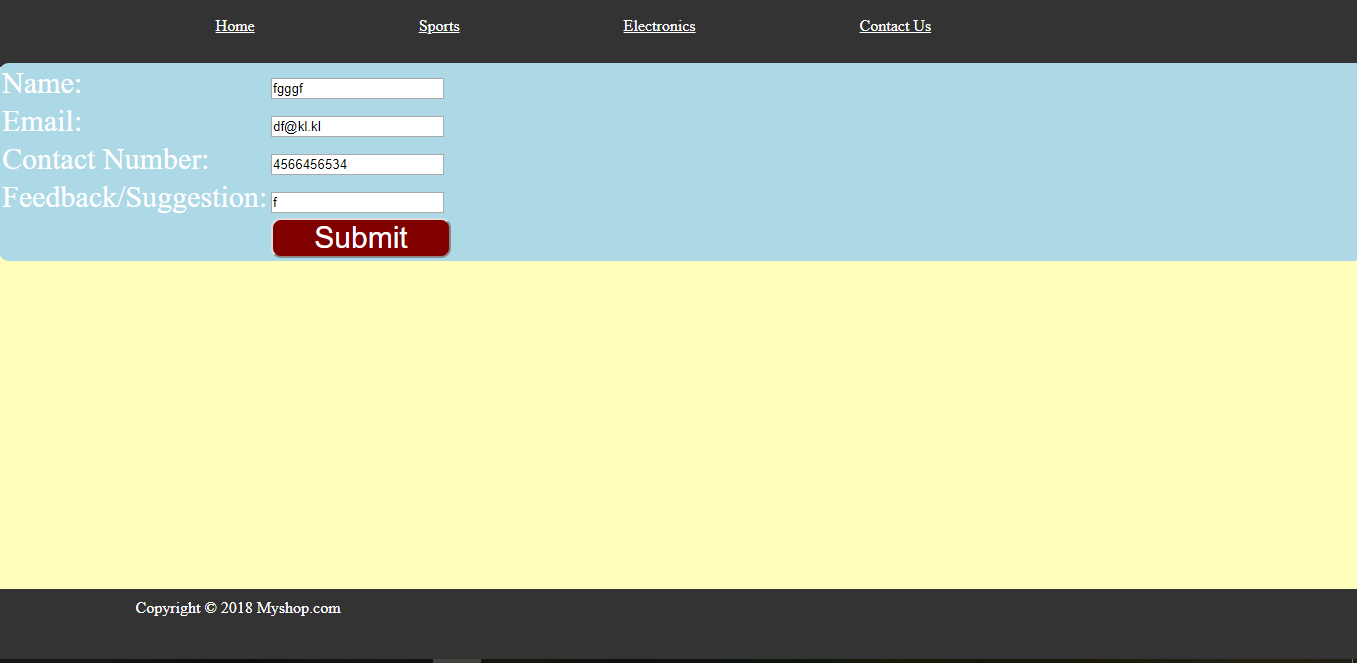 Home Sports Electronics Contact Us
Name: fgggf
Email: df@kl.kl
Contact Number: 4566456534
Feedback/Suggestion: f
Submit
Copyright © 2018 Myshop.com